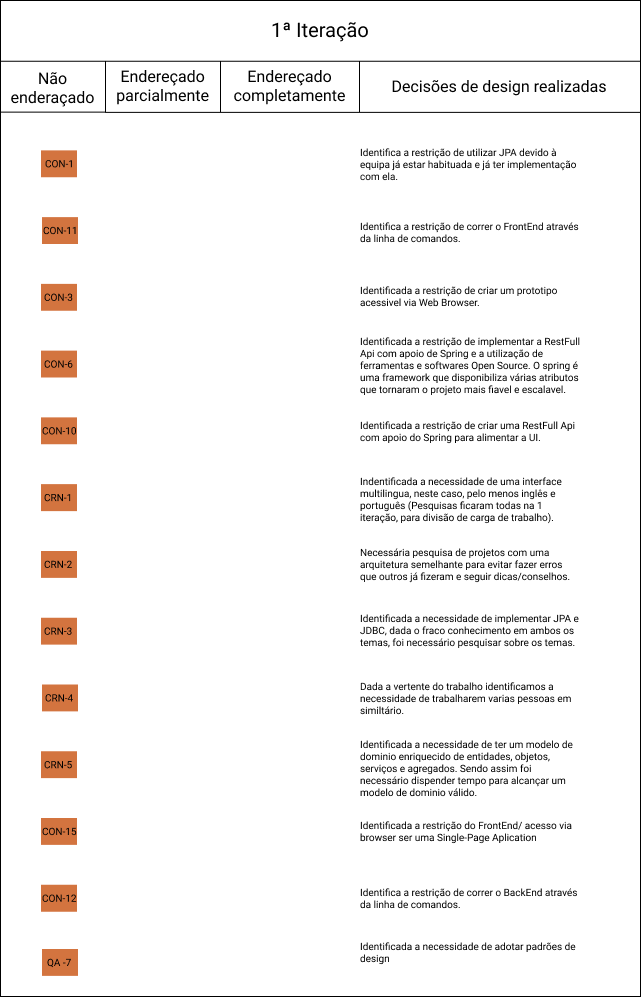 1ª Iteração
Não
enderaçado
Endereçado
parcialmente
Endereçado
completamente
Decisões de design realizadas
CON-1
Identifica a restrição de utilizar JPA devido à
equipa já estar habituada e já ter implementação
com ela.
CON-11
Identifica a restrição de correr o FrontEnd através
da linha de comandos.
CON-3
Identificada a restrição de criar um prototipo
acessivel via Web Browser.
CON-6
Identificada a restrição de implementar a RestFull
Api com apoio de Spring e a utilização de
ferramentas e softwares Open Source. O spring é
uma framework que disponibiliza várias atributos
que tornaram o projeto mais fiavel e escalavel.
CON-10
Identificada a restrição de criar uma RestFull Api
com apoio do Spring para alimentar a UI.
CRN-1
Indentificada a necessidade de uma interface
multilingua, neste caso, pelo menos inglês e
português (Pesquisas ficaram todas na 1
iteração, para divisão de carga de trabalho).
CRN-2
Necessária pesquisa de projetos com uma
arquitetura semelhante para evitar fazer erros
que outros já fizeram e seguir dicas/conselhos.
CRN-3
Identificada a necessidade de implementar JPA e
JDBC, dada o fraco conhecimento em ambos os
temas, foi necessário pesquisar sobre os temas.
CRN-4
Dada a vertente do trabalho identificamos a
necessidade de trabalharem varias pessoas em
similtário.
CRN-5
Identificada a necessidade de ter um modelo de
dominio enriquecido de entidades, objetos,
serviços e agregados. Sendo assim foi
necessário dispender tempo para alcançar um
modelo de dominio válido.
CON-15
Identificada a restrição do FrontEnd/ acesso via
browser ser uma Single-Page Aplication
CON-12
Identifica a restrição de correr o BackEnd através
da linha de comandos.
QA -7
Identificada a necessidade de adotar padrões de
design